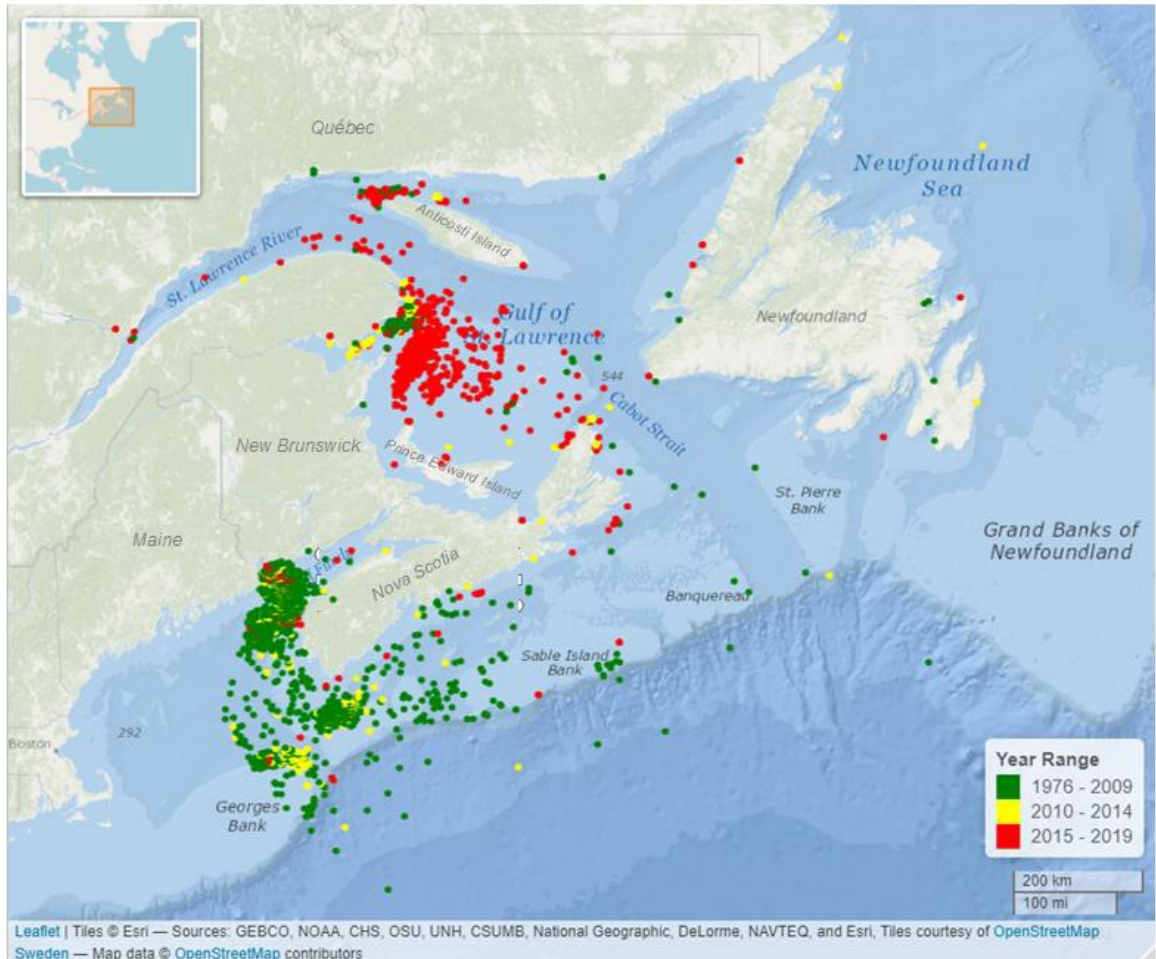 Québec
Newfoundland
Sea
Anticosti Island
St. Lawrence River
Gulf of
St. Lawrence
Newfoundland
544
Cabot Strait
New Brunswick
Prince Edward Island
St. Pierre
Bank
Maine
Grand Banks of
Newfoundland
Nova Scotia
Banquereau
Sable Island
Bank
292
Boston
Georges
Bank
Year Range
1976 - 2009
2010 - 2014
2015 - 2019
200 km
100 mi
Leaflet | Tiles © Esri — Sources: GEBCO, NOAA, CHS, OSU, UNH, CSUMB, National Geographic, DeLorme, NAVTEQ, and Esri, Tiles courtesy of OpenStreetMap
Sweden — Map data © OpenStreetMap contributors